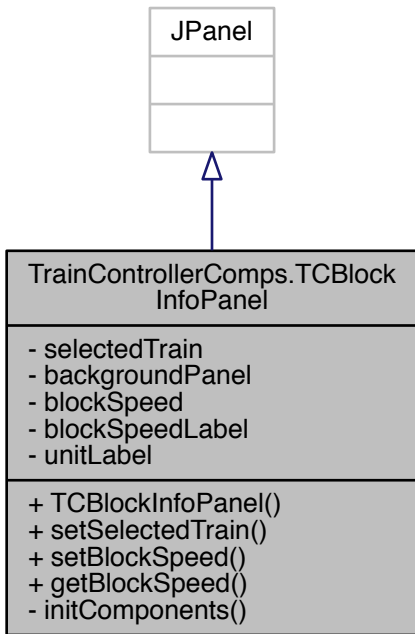 JPanel
TrainControllerComps.TCBlock
InfoPanel
- selectedTrain
- backgroundPanel
- blockSpeed
- blockSpeedLabel
- unitLabel
+ TCBlockInfoPanel()
+ setSelectedTrain()
+ setBlockSpeed()
+ getBlockSpeed()
- initComponents()